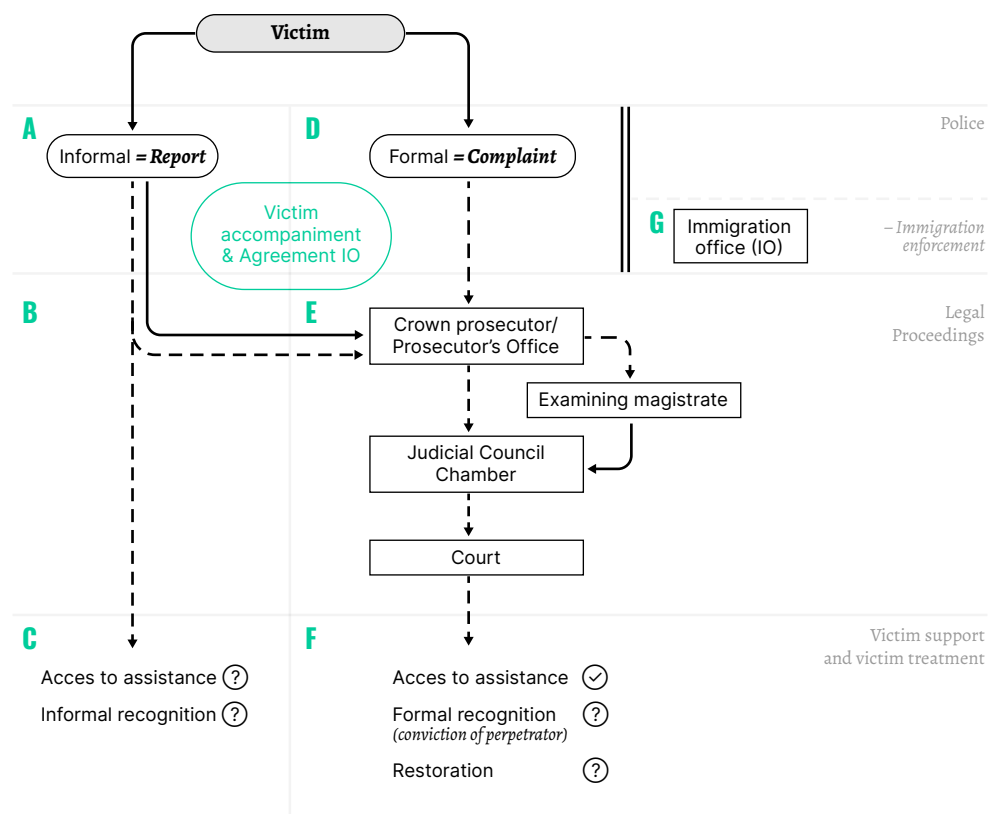 Victim
A
D
Police
Informal = Report
Formal = Complaint
Victim
accompaniment
& Agreement IO
G
Immigration
office (IO)
– Immigration
enforcement
B
E
Legal
Proceedings
Crown prosecutor/
Prosecutor’s Office
Examining magistrate
Judicial Council
Chamber
Court
C
F
Victim support
and victim treatment
Acces to assistance ?
Informal recognition ?
Acces to assistance ✓
Formal recognition ?
(conviction of perpetrator)
Restoration ?